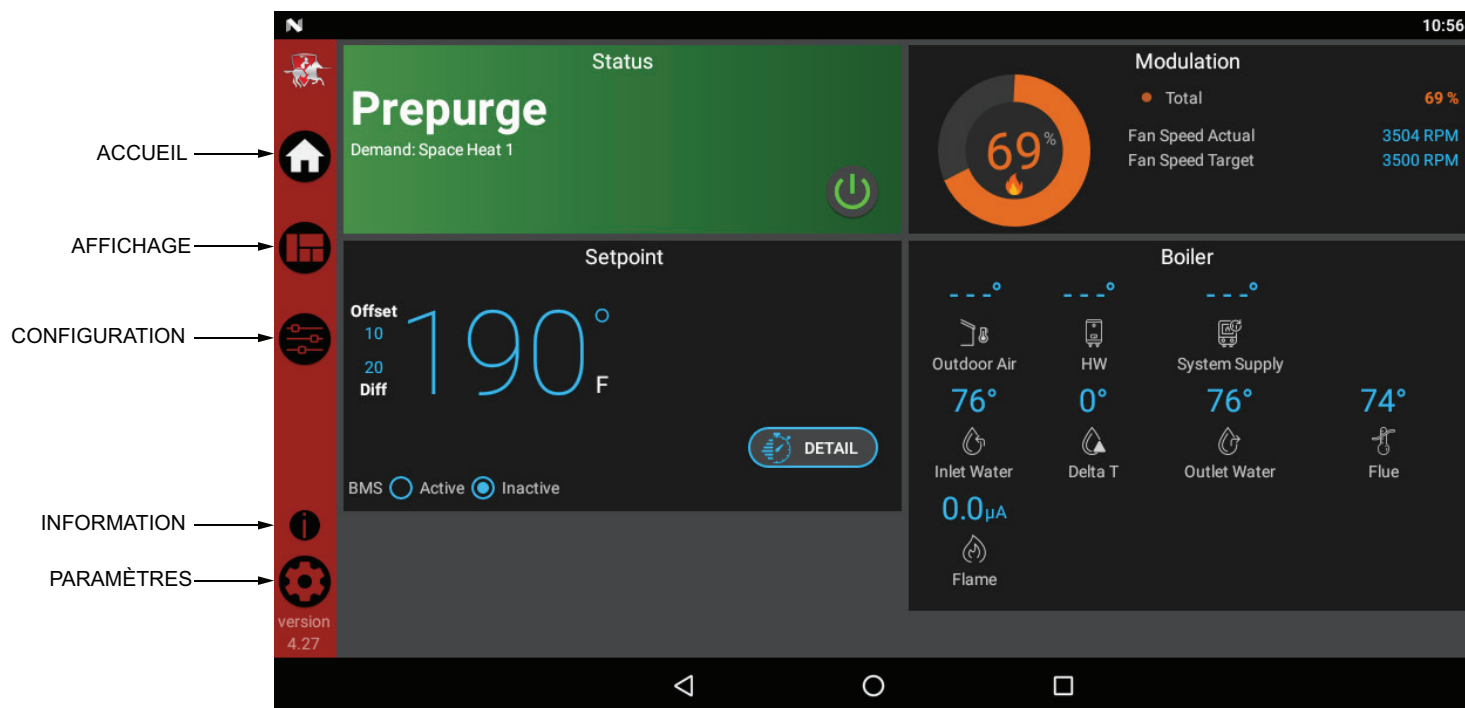 10:56
Status
Prepurge
Demand: Space Heat 1
Modulation
69 %
Total 69 %
Fan Speed Actual 3504 RPM
Fan Speed Target 3500 RPM
ACCUEIL
AFFICHAGE
CONFIGURATION
INFORMATION
PARAMÈTRES
version
4.27
Setpoint
Offset
10
20
Diff
190° F
DETAIL
BMS Active Inactive
Boiler
---° ---° ---°
Outdoor Air HW System Supply
76° 0° 76° 74°
Inlet Water Delta T Outlet Water Flue
0.0µA
Flame